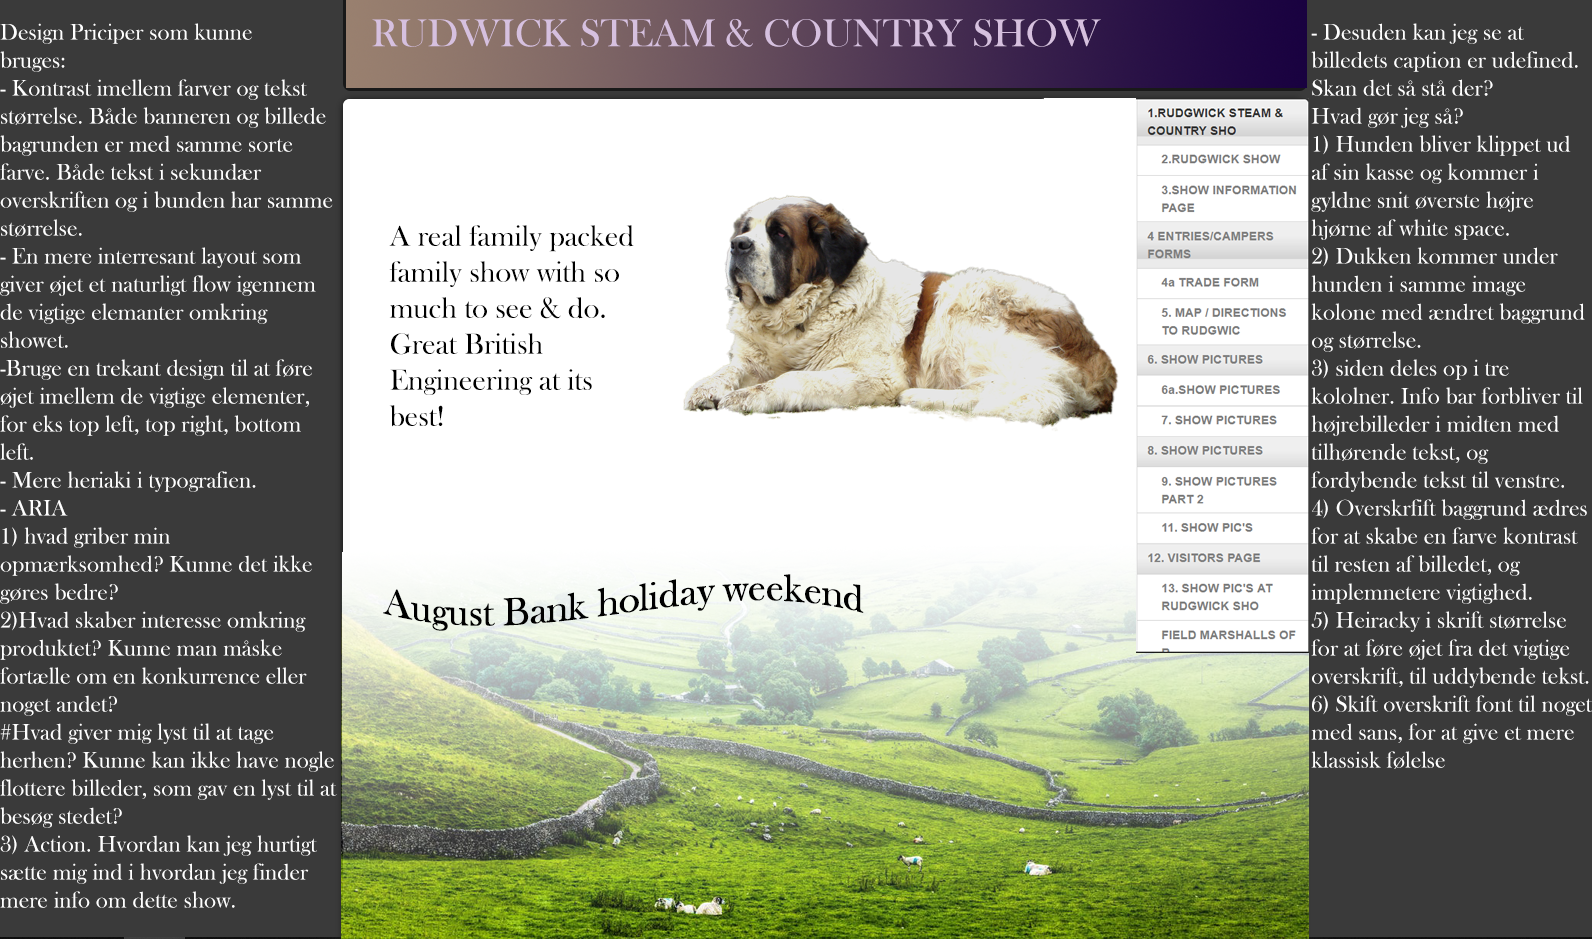 Design Priciper som kunne
bruges:
- Kontrast imellem farver og tekst
størrelse. Både banneren og billede
bagrunden er med samme sorte
farve. Både tekst i sekundær
overskriften og i bunden har samme
størrelse.
- En mere interresant layout som
giver øjet et naturligt flow igennem
de vigtige elemanter omkring
showet.
-Bruge en trekant design til at føre
øjet imellem de vigtige elementer,
for eks top left, top right, bottom
left.
- Mere heriaki i typografien.
- ARIA
1) hvad griber min
opmærksomhed? Kunne det ikke
gøres bedre?
2)Hvad skaber interesse omkring
produktet? Kunne man måske
fortælle om en konkurrence eller
noget andet?
#Hvad giver mig lyst til at tage
herhen? Kunne kan ikke have nogle
flottere billeder, som gav en lyst til at
besøg stedet?
3) Action. Hvordan kan jeg hurtigt
sætte mig ind i hvordan jeg finder
mere info om dette show.
RUDWICK STEAM & COUNTRY SHOW
A real family packed
family show with so
much to see & do.
Great British
Engineering at its
best!
August Bank holiday weekend
1.RUDGWICK STEAM &
COUNTRY SHO
2.RUDGWICK SHOW
3.SHOW INFORMATION
PAGE
4 ENTRIES/CAMPERS
FORMS
4a TRADE FORM
5. MAP / DIRECTIONS
TO RUDGWIC
6. SHOW PICTURES
6a.SHOW PICTURES
7. SHOW PICTURES
8. SHOW PICTURES
9. SHOW PICTURES
PART 2
11. SHOW PIC'S
12. VISITORS PAGE
13. SHOW PIC'S AT
RUDGWICK SHO
FIELD MARSHALLS OF
- Desuden kan jeg se at
billedets caption er udefined.
Skan det så stå der?
Hvad gør jeg så?
1) Hunden bliver klippet ud
af sin kasse og kommer i
gyldne snit øverste højre
hjørne af white space.
2) Dukken kommer under
hunden i samme image
kolone med ændret baggrund
og størrelse.
3) siden deles op i tre
kololner. Info bar forbliver til
højrebilleder i midten med
tilhørende tekst, og
fordybende tekst til venstre.
4) Overskrfift baggrund ædres
for at skabe en farve kontrast
til resten af billedet, og
implemnetere vigtighed.
5) Heiracky i skrift størrelse
for at føre øjet fra det vigtige
overskrift, til uddybende tekst.
6) Skift overskrift font til noget
med sans, for at give et mere
klassisk følelse